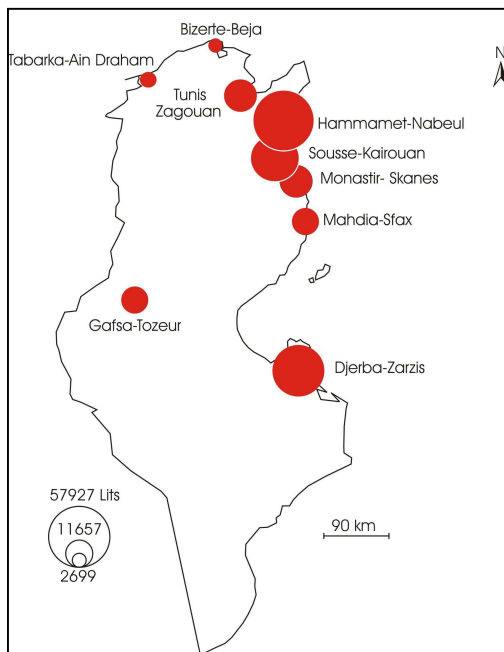 Bizerte-Beja
N
Tabarka-Ain Draham
Tunis
Zagouan
Hammamet-Nabeul
Sousse-Kairouan
Monastir- Skanes
Mahdia-Sfax
Gafsa-Tozeur
Djerba-Zarzis
57927 Lits
11657
2699
90 km